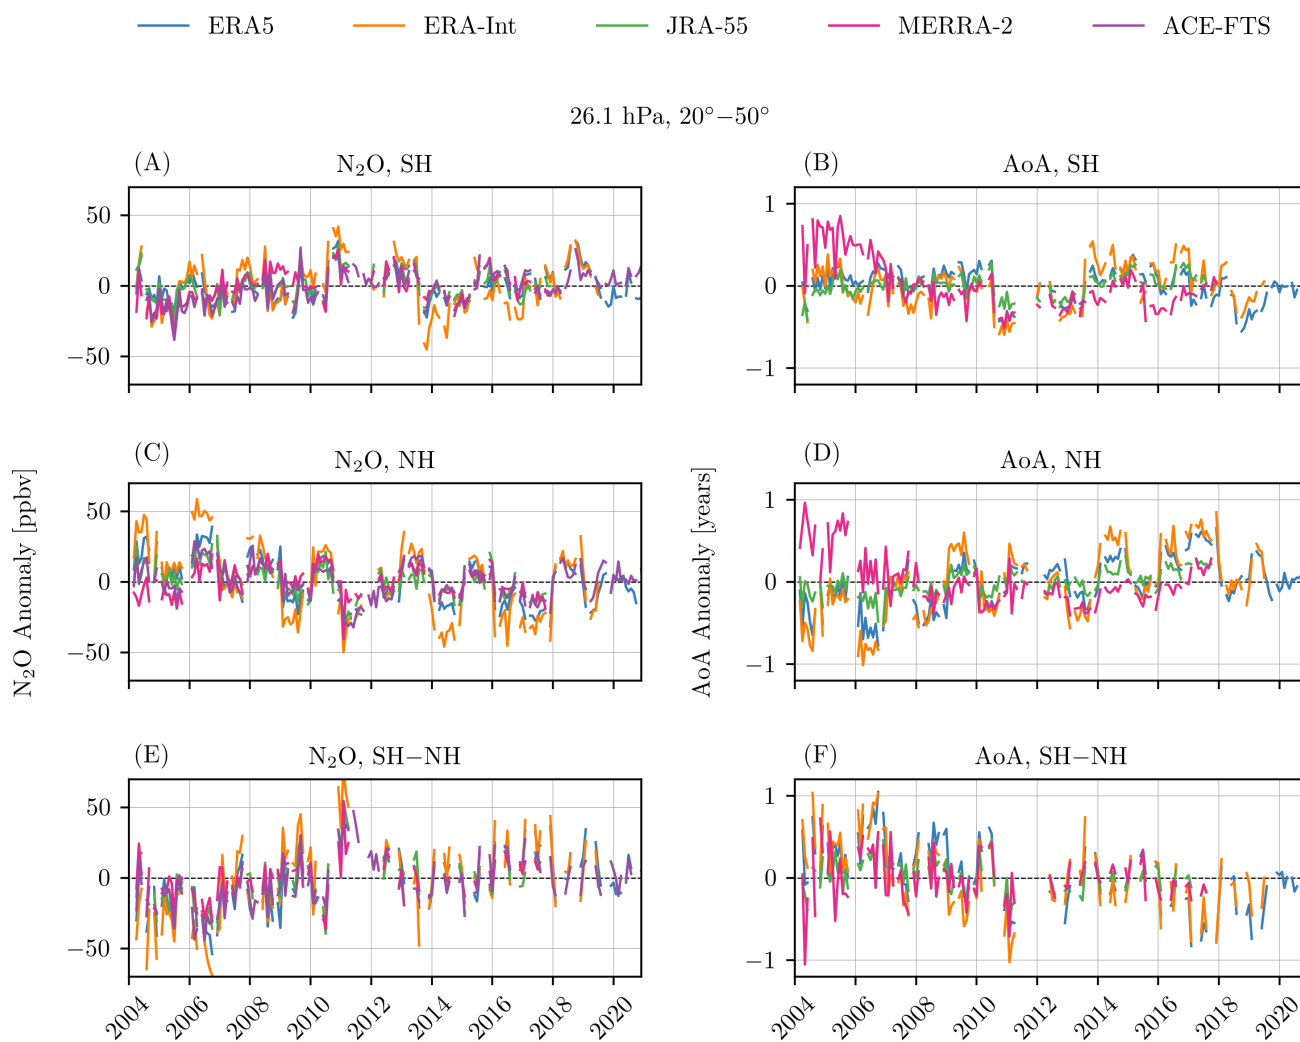 ERA5 ERA-Int JRA-55 MERRA-2 ACE-FTS
26.1 hPa, 20°−50°
(A) N₂O, SH
(B) AoA, SH
50
0
−50
1
0
−1
(C) N₂O, NH
(D) AoA, NH
N₂O Anomaly [ppbv]
50
0
−50
AoA Anomaly [years]
1
0
−1
(E) N₂O, SH−NH
(F) AoA, SH−NH
50
0
−50
1
0
−1
2004 2006 2008 2010 2012 2014 2016 2018 2020
2004 2006 2008 2010 2012 2014 2016 2018 2020